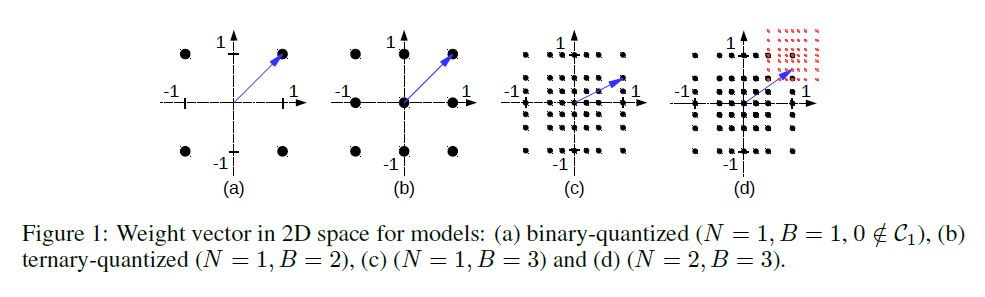 1 1 1 1
-1 1 -1 1 -1 1 -1 1
-1 -1 -1 -1
(a) (b) (c) (d)
Figure 1: Weight vector in 2D space for models: (a) binary-quantized (N = 1, B = 1, 0 ∉ C₁), (b)
ternary-quantized (N = 1, B = 2), (c) (N = 1, B = 3) and (d) (N = 2, B = 3).